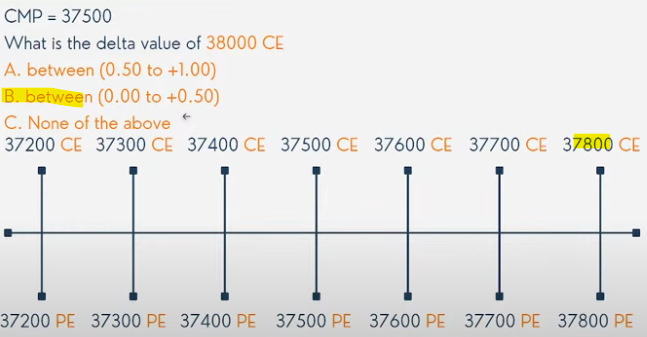 CMP = 37500
What is the delta value of 38000 CE
A. between (0.50 to +1.00)
B. between (0.00 to +0.50)
C. None of the above
37200 CE 37300 CE 37400 CE 37500 CE 37600 CE 37700 CE 37800 CE
37200 PE 37300 PE 37400 PE 37500 PE 37600 PE 37700 PE 37800 PE